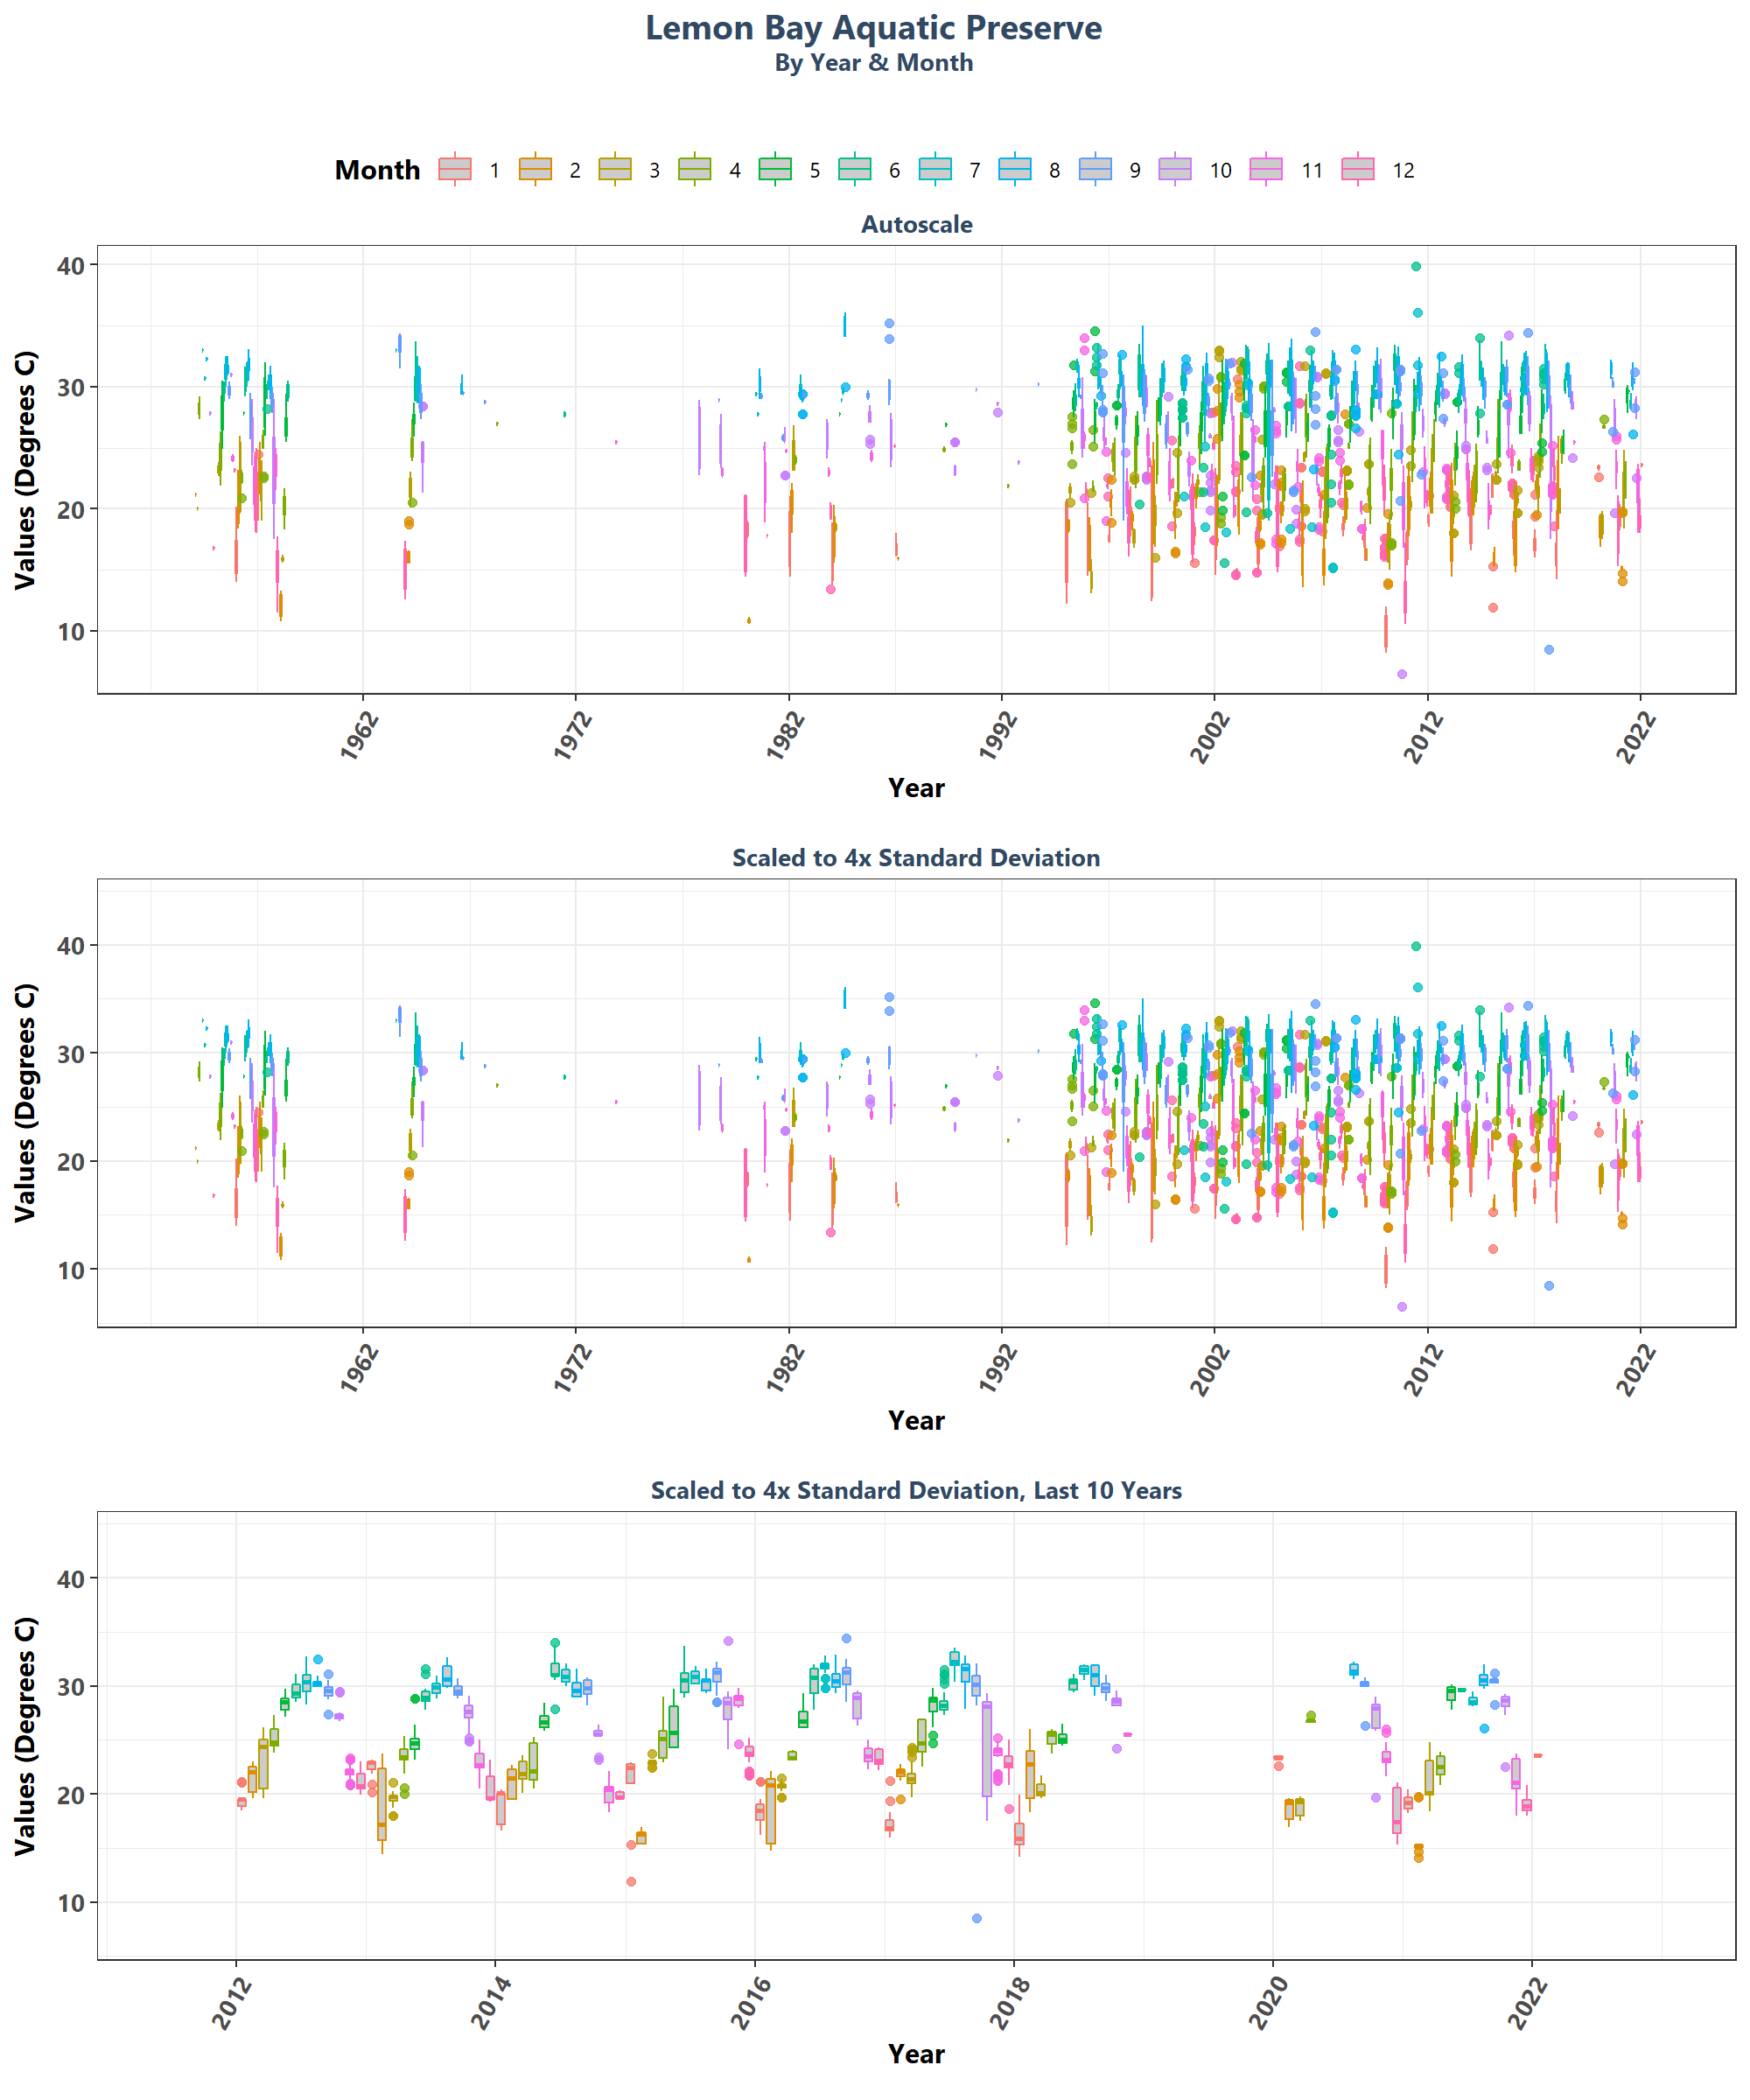 Lemon Bay Aquatic Preserve
By Year & Month
Month 1 2 3 4 5 6 7 8 9 10 11 12
Autoscale
Values (Degrees C)
40
30
20
10
1962 1972 1982 1992 2002 2012 2022
Year
Scaled to 4x Standard Deviation
Values (Degrees C)
40
30
20
10
1962 1972 1982 1992 2002 2012 2022
Year
Scaled to 4x Standard Deviation, Last 10 Years
Values (Degrees C)
40
30
20
10
2012 2014 2016 2018 2020 2022
Year